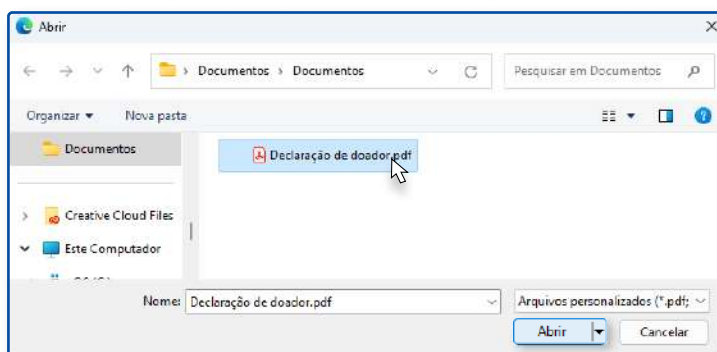 Abrir
Documentos › Documentos
Pesquisar em Documentos
Organizar
Nova pasta
Documentos
Declaração de doador.pdf
Creative Cloud Files
Este Computador
Nome: Declaração de doador.pdf
Arquivos personalizados (*.pdf;
Abrir
Cancelar